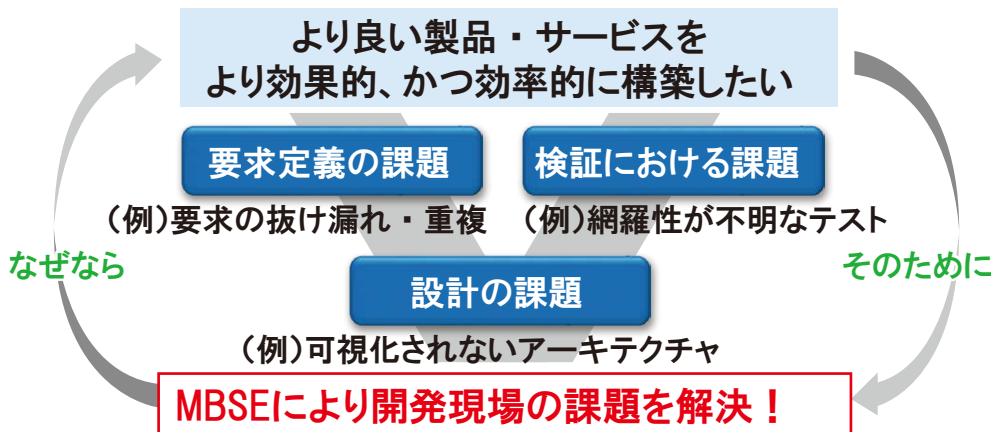 より良い製品・サービスを
より効果的、かつ効率的に構築したい
要求定義の課題
検証における課題
（例）要求の抜け漏れ・重複
（例）網羅性が不明なテスト
なぜなら
そのために
設計の課題
（例）可視化されないアーキテクチャ
MBSEにより開発現場の課題を解決！